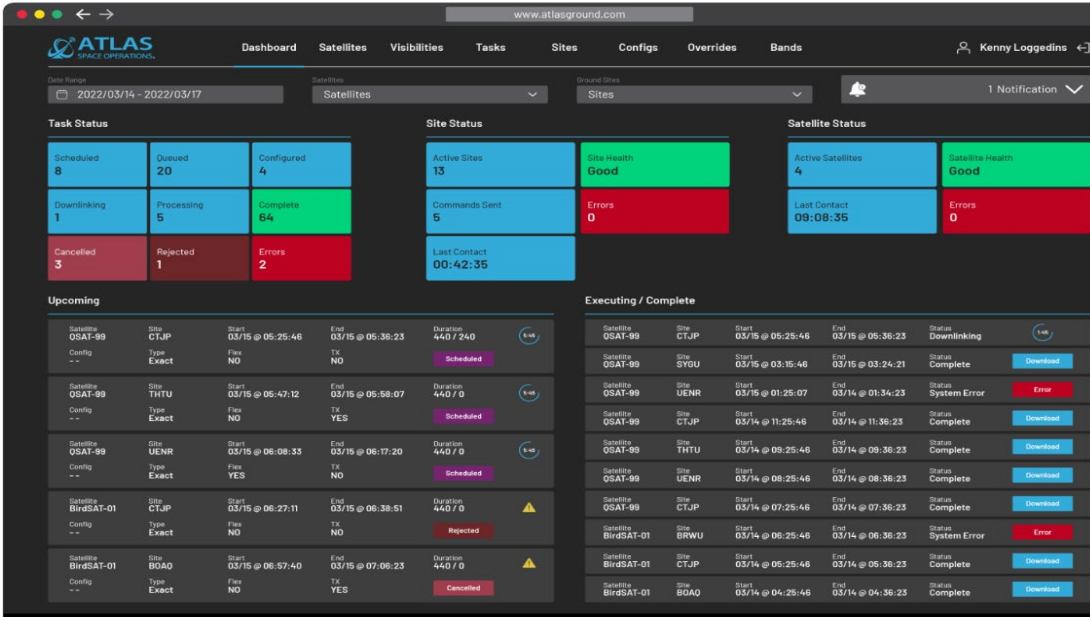 www.atlasground.com
ATLAS
SPACE OPERATIONS.
Dashboard Satellites Visibilities Tasks Sites Configs Overrides Bands Kenny Loggedins
Date Range Satellites Ground Sites
2022/03/14 - 2022/03/17 Satellites Sites 1 Notification
Task Status Site Status Satellite Status
Scheduled Queued Configured Active Sites Site Health Active Satellites Satellite Health
8 20 4 13 Good 4 Good
Downlinking Processing Complete Commands Sent Errors Last Contact Errors
1 5 64 5 0 09:08:35 0
Cancelled Rejected Errors Last Contact
3 1 2 00:42:35
Upcoming
Satellite Site Start End Duration
QSAT-99 CTJP 03/15 @ 05:25:46 03/15 @ 05:36:23 440 / 240
Config Type Flex TX
-- Exact NO NO Scheduled
Satellite Site Start End Duration
QSAT-99 THTU 03/15 @ 05:47:12 03/15 @ 05:58:07 440 / 0
Config Type Flex TX
-- Exact NO YES Scheduled
Satellite Site Start End Duration
QSAT-99 UENR 03/15 @ 06:08:33 03/15 @ 06:17:20 440 / 0
Config Type Flex TX
-- Exact YES NO Scheduled
Satellite Site Start End Duration
BirdSAT-01 CTJP 03/15 @ 06:27:11 03/15 @ 06:38:51 440 / 0
Config Type Flex TX
-- Exact NO NO Rejected
Satellite Site Start End Duration
BirdSAT-01 BOAQ 03/15 @ 06:57:40 03/15 @ 07:06:23 440 / 0
Config Type Flex TX
-- Exact NO YES Cancelled
Executing / Complete
Satellite Site Start End Status
QSAT-99 CTJP 03/15 @ 05:25:46 03/15 @ 05:36:23 Downlinking
Satellite Site Start End Status
QSAT-99 SYGU 03/15 @ 03:15:46 03/15 @ 03:24:21 Complete Download
Satellite Site Start End Status
QSAT-99 UENR 03/15 @ 01:25:07 03/14 @ 01:34:23 System Error Error
Satellite Site Start End Status
QSAT-99 CTJP 03/14 @ 11:25:46 03/14 @ 11:36:23 Complete Download
Satellite Site Start End Status
QSAT-99 THTU 03/14 @ 09:25:46 03/14 @ 09:36:23 Complete Download
Satellite Site Start End Status
QSAT-99 UENR 03/14 @ 08:25:46 03/14 @ 08:36:23 Complete Download
Satellite Site Start End Status
QSAT-99 CTJP 03/14 @ 07:25:46 03/14 @ 07:36:23 Complete Download
Satellite Site Start End Status
BirdSAT-01 BRWU 03/14 @ 06:25:46 03/14 @ 06:36:23 System Error Error
Satellite Site Start End Status
BirdSAT-01 CTJP 03/14 @ 05:25:46 03/14 @ 05:36:23 Complete Download
Satellite Site Start End Status
BirdSAT-01 BOAQ 03/14 @ 04:25:46 03/14 @ 04:36:23 Complete Download